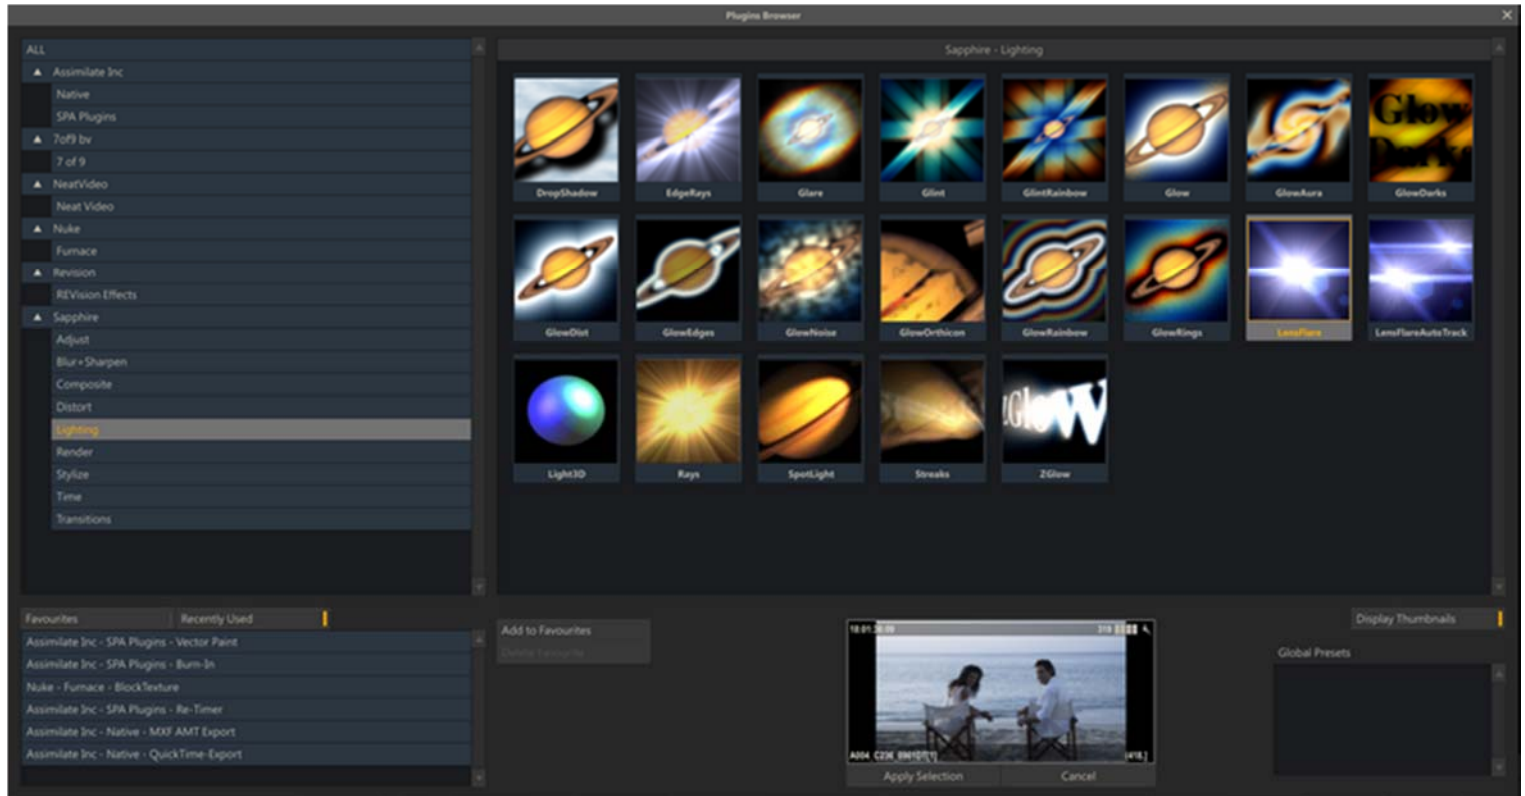 Plugins Browser
ALL
Assimilate Inc
Native
SPA Plugins
7of9 bv
7 of 9
NeatVideo
Neat Video
Nuke
Furnace
Revision
REVision Effects
Sapphire
Adjust
Blur+Sharpen
Composite
Distort
Lighting
Render
Stylize
Time
Transitions
Sapphire - Lighting
Glow
Darks
DropShadow EdgeRays Glare Glint GlintRainbow Glow GlowAura GlowDarks
GlowDist GlowEdges GlowNoise GlowOrthicon GlowRainbow GlowRings LensFlare LensFlareAutoTrack
ZGlow
Light3D Rays SpotLight Streaks ZGlow
Favourites Recently Used
Assimilate Inc - SPA Plugins - Vector Paint
Assimilate Inc - SPA Plugins - Burn-In
Nuke - Furnace - BlockTexture
Assimilate Inc - SPA Plugins - Re-Timer
Assimilate Inc - Native - MXF AMT Export
Assimilate Inc - Native - QuickTime-Export
Add to Favourites
Delete Favourite
319
Apply Selection Cancel
Display Thumbnails
Global Presets